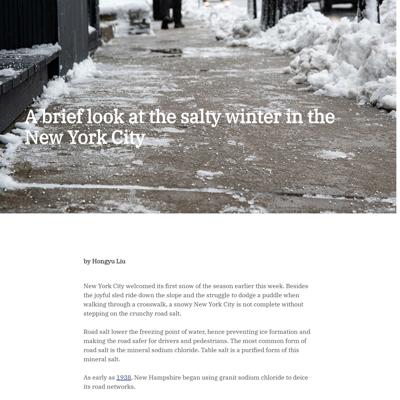 A brief look at the salty winter in the
New York City
by Hongyu Liu
New York City welcomed its first snow of the season earlier this week. Besides
the joyful sled ride down the slope and the struggle to dodge a puddle when
walking through a crosswalk, a snowy New York City is not complete without
stepping on the crunchy road salt.
Road salt lower the freezing point of water, hence preventing ice formation and
making the road safer for drivers and pedestrians. The most common form of
road salt is the mineral sodium chloride. Table salt is a purified form of this
mineral salt.
As early as 1938, New Hampshire began using granit sodium chloride to deice
its road networks.